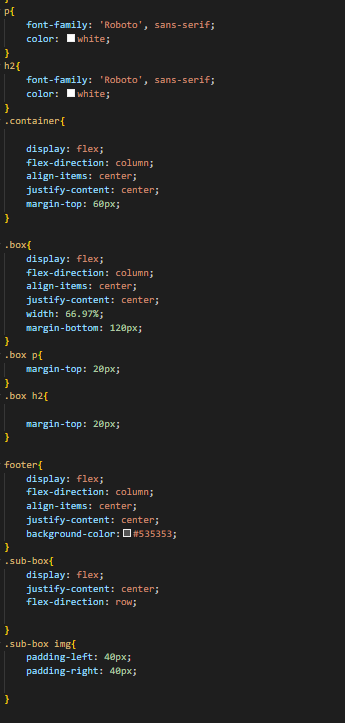 }
p{
font-family: 'Roboto', sans-serif;
color: white;
}
h2{
font-family: 'Roboto', sans-serif;
color: white;
}
.container{
display: flex;
flex-direction: column;
align-items: center;
justify-content: center;
margin-top: 60px;
}
.box{
display: flex;
flex-direction: column;
align-items: center;
justify-content: center;
width: 66.97%;
margin-bottom: 120px;
}
.box p{
margin-top: 20px;
}
.box h2{
margin-top: 20px;
}
footer{
display: flex;
flex-direction: column;
align-items: center;
justify-content: center;
background-color: #535353;
}
.sub-box{
display: flex;
justify-content: center;
flex-direction: row;
}
.sub-box img{
padding-left: 40px;
padding-right: 40px;
}